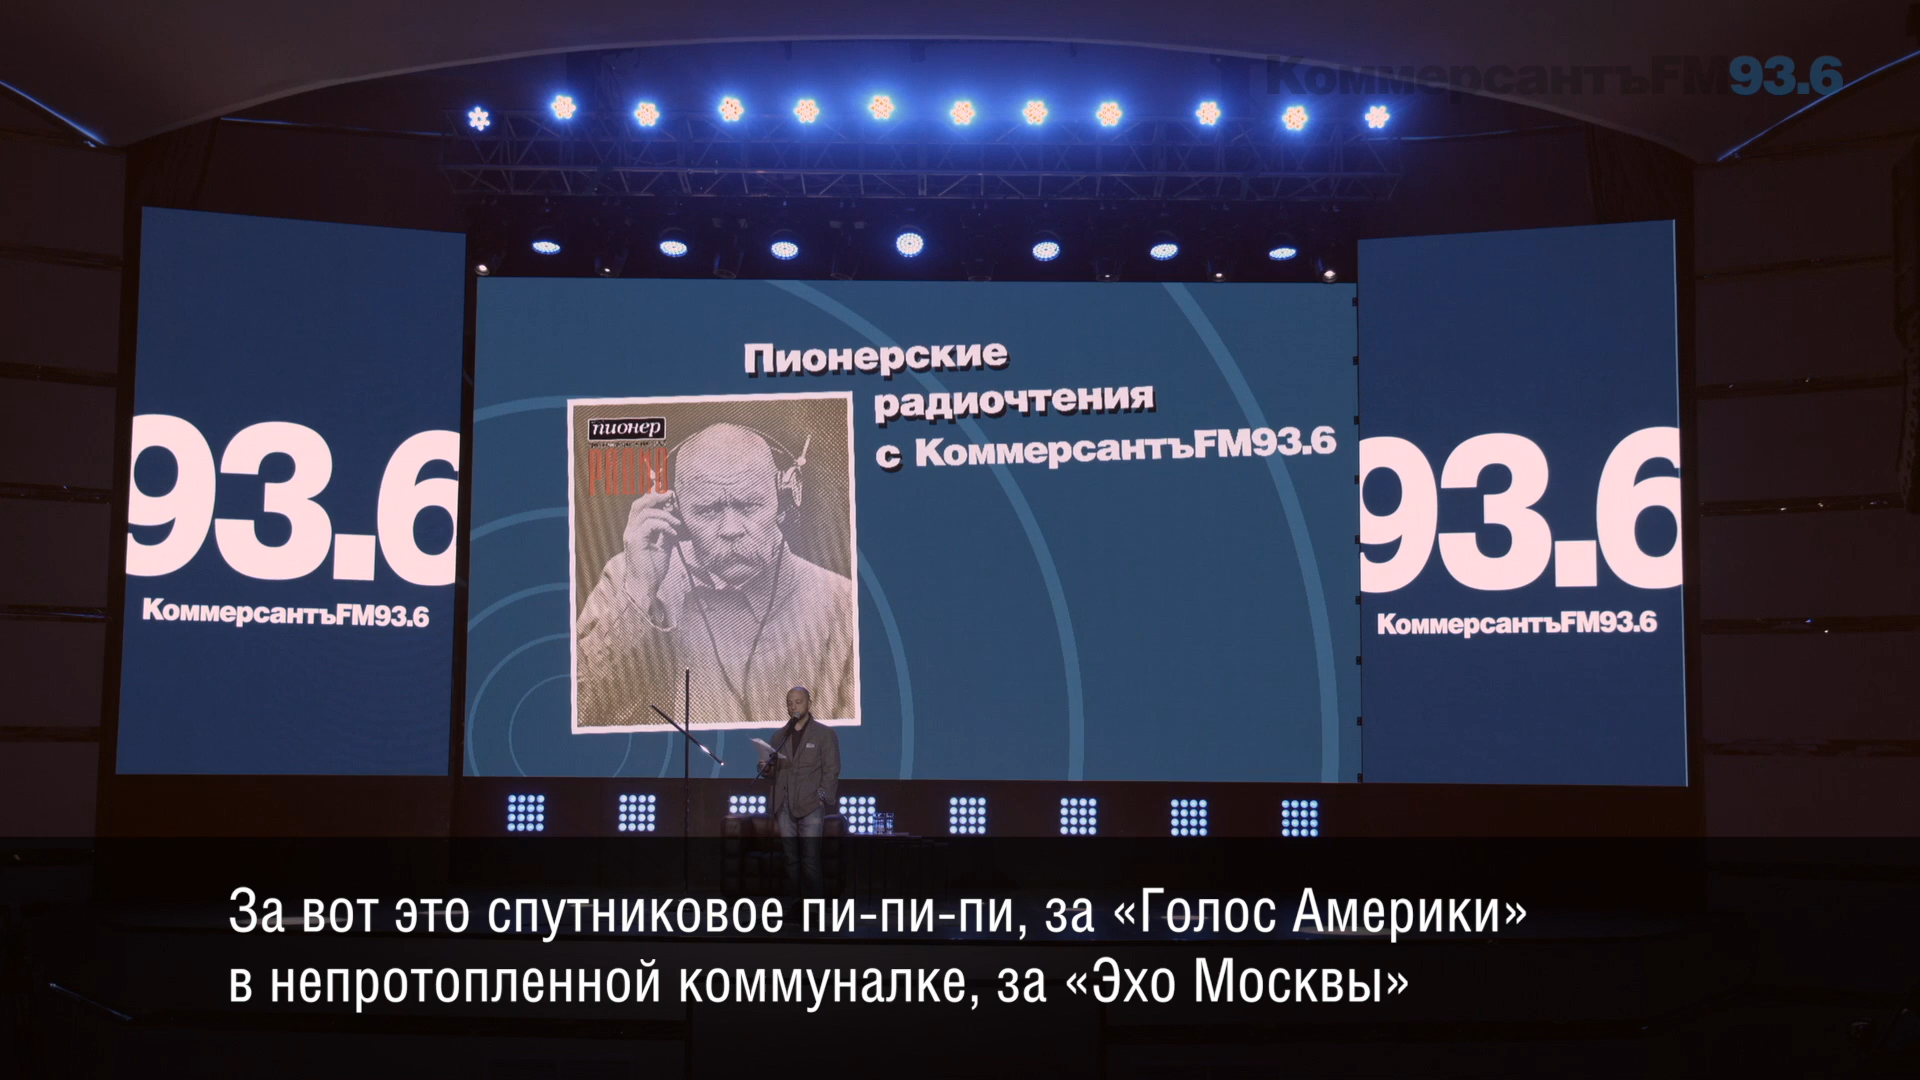 КоммерсантъFM93.6
Пионерские
радиочтения
с КоммерсантъFM93.6
пионер
РАДИО
93.6
КоммерсантъFM93.6
93.6
КоммерсантъFM93.6
За вот это спутниковое пи-пи-пи, за «Голос Америки»
в непротопленной коммуналке, за «Эхо Москвы»